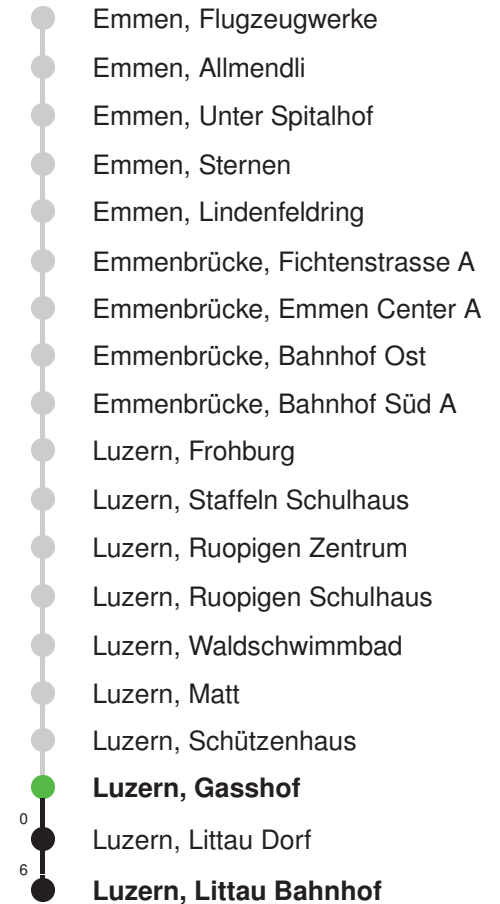 Emmen, Flugzeugwerke
Emmen, Allmendli
Emmen, Unter Spitalhof
Emmen, Sternen
Emmen, Lindenfeldring
Emmenbrücke, Fichtenstrasse A
Emmenbrücke, Emmen Center A
Emmenbrücke, Bahnhof Ost
Emmenbrücke, Bahnhof Süd A
Luzern, Frohburg
Luzern, Staffeln Schulhaus
Luzern, Ruopigen Zentrum
Luzern, Ruopigen Schulhaus
Luzern, Waldschwimmbad
Luzern, Matt
Luzern, Schützenhaus
Luzern, Gasshof
0 Luzern, Littau Dorf
6 Luzern, Littau Bahnhof